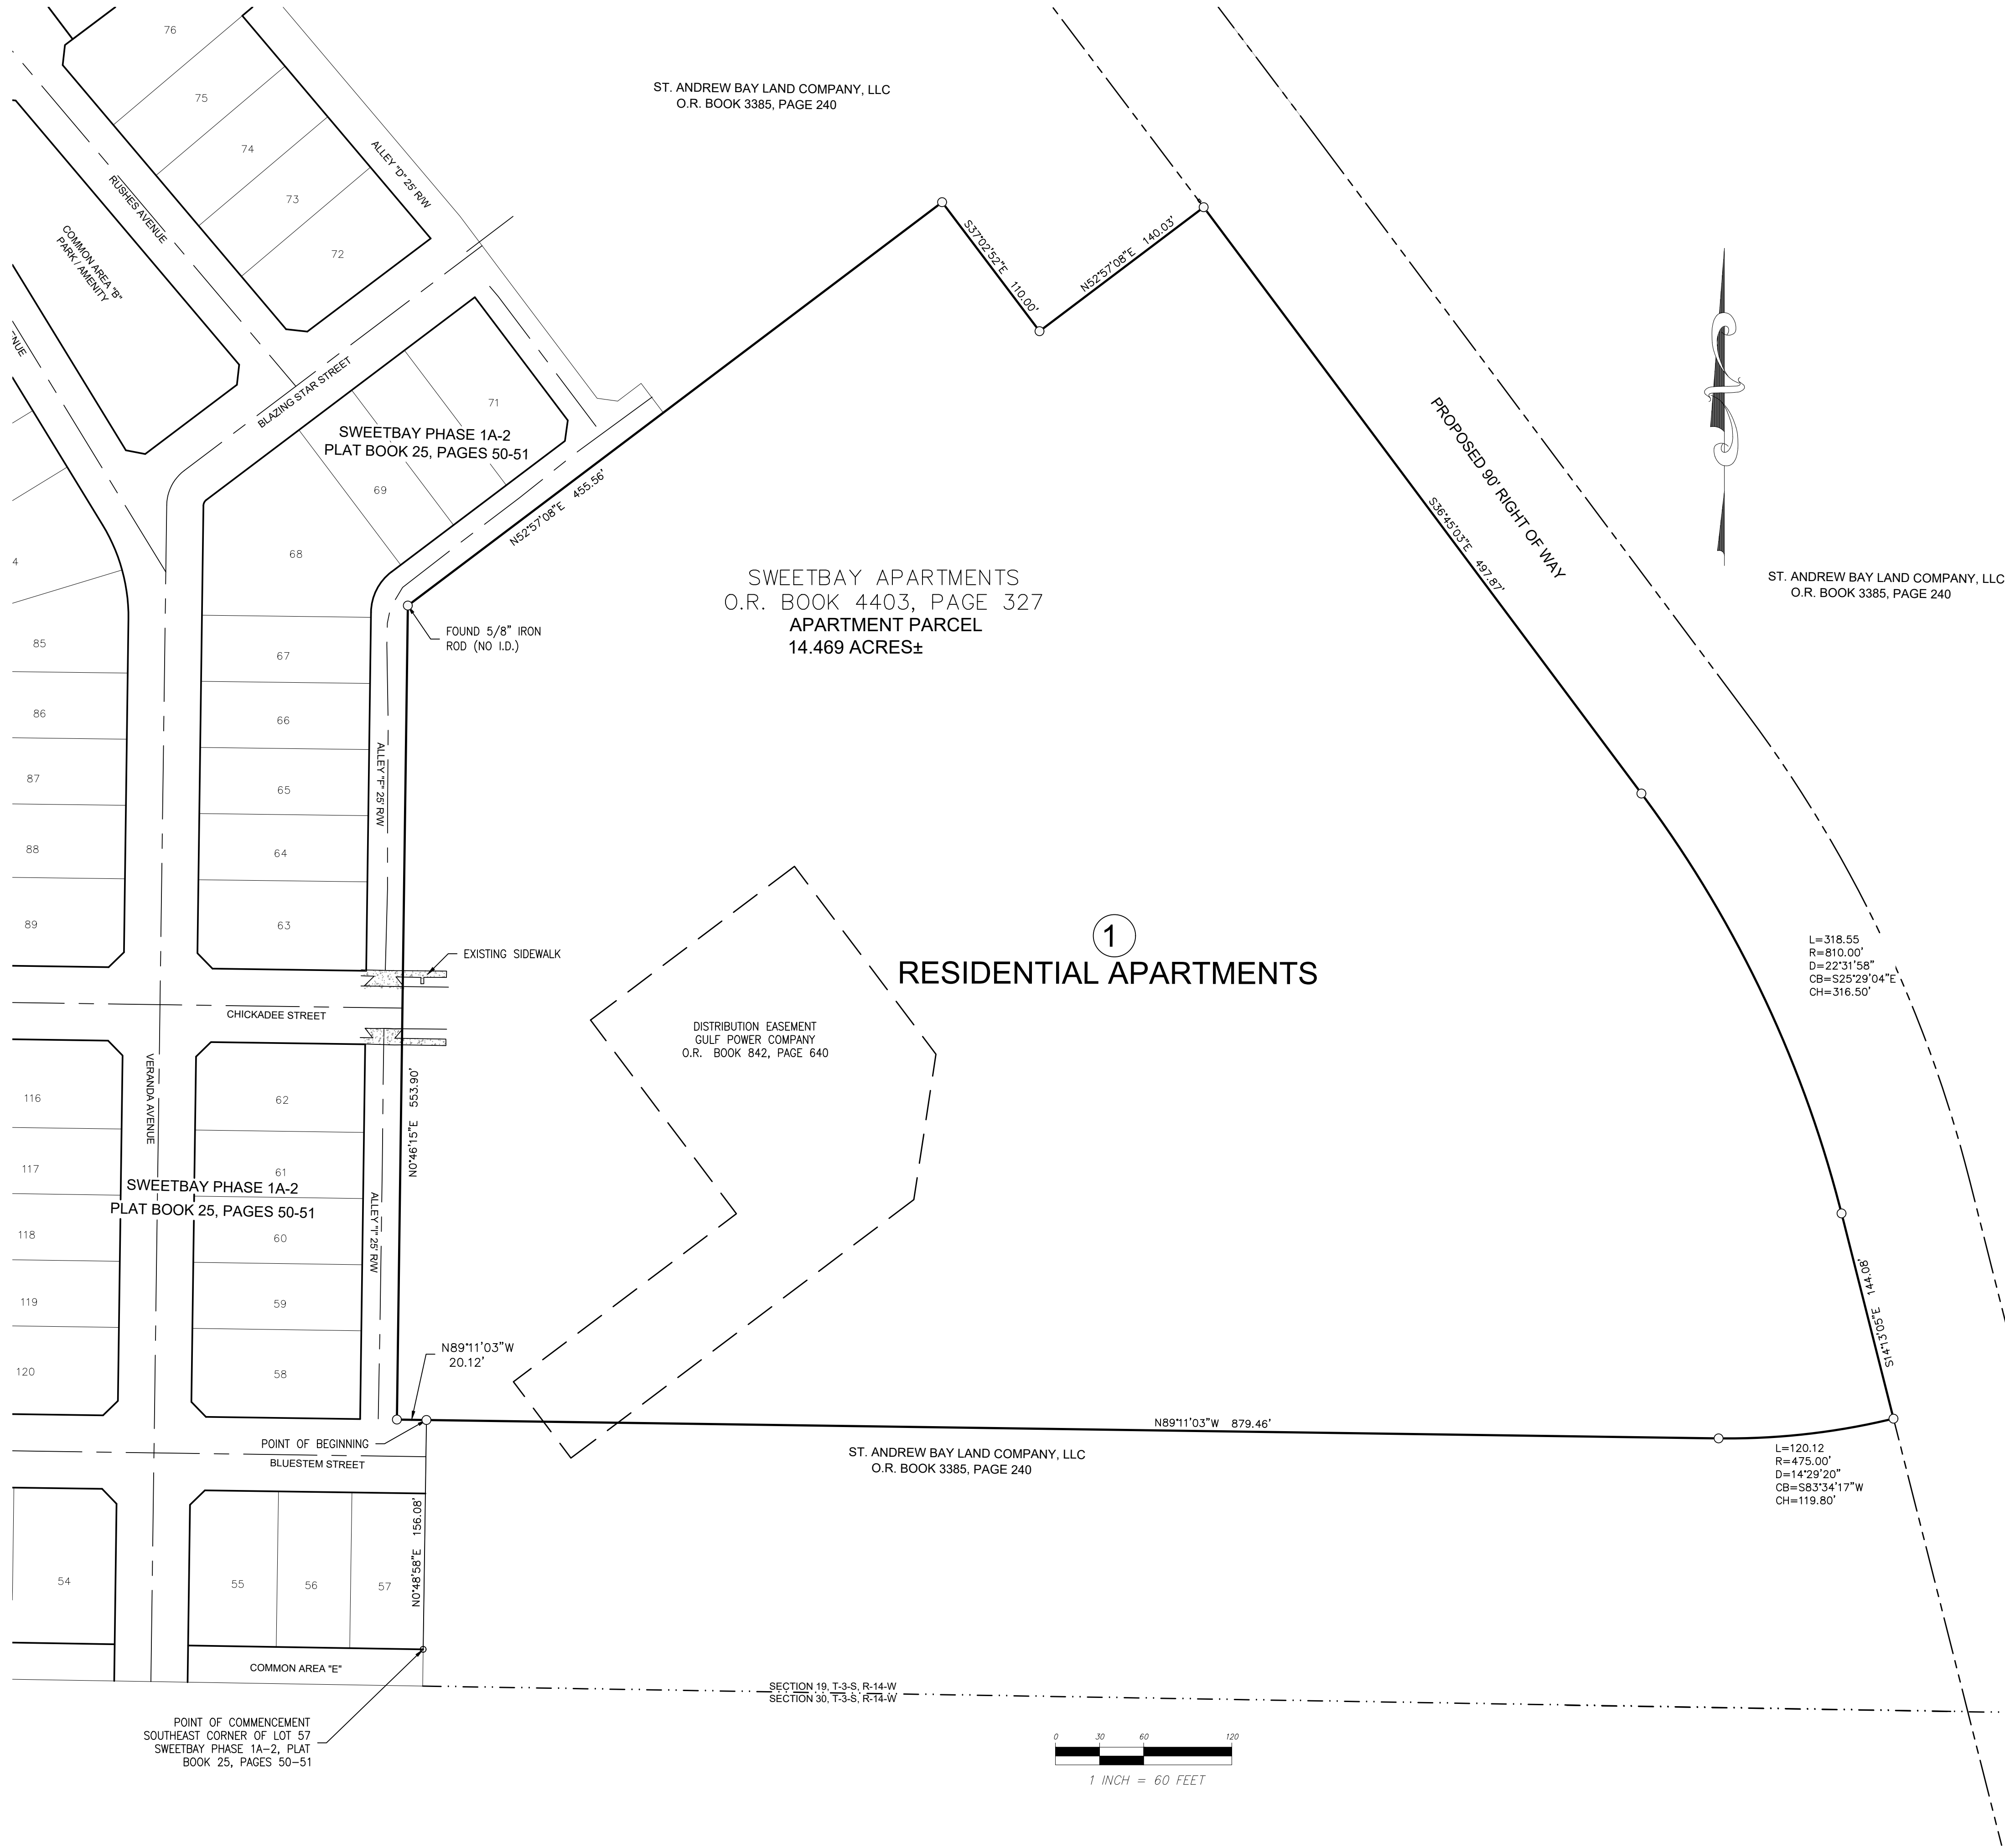 76
75
74
73
72
ALLEY "D" 25' R/W
RUSHES AVENUE
COMMON AREA "B"
PARK / AMENITY
ST. ANDREW BAY LAND COMPANY, LLC
O.R. BOOK 3385, PAGE 240
S37°02'52"E 110.00'
N52°57'08"E 140.03'
BLAZING STAR STREET
71
SWEETBAY PHASE 1A-2
PLAT BOOK 25, PAGES 50-51
69
N52°57'08"E 455.56'
PROPOSED 90' RIGHT OF WAY
S36°45'03"E 497.87'
68
4
SWEETBAY APARTMENTS
O.R. BOOK 4403, PAGE 327
APARTMENT PARCEL
14.469 ACRES±
ST. ANDREW BAY LAND COMPANY, LLC
O.R. BOOK 3385, PAGE 240
FOUND 5/8" IRON
ROD (NO I.D.)
85
67
86
66
87
65
ALLEY "F" 25' R/W
88
64
89
63
EXISTING SIDEWALK
1
RESIDENTIAL APARTMENTS
L=318.55
R=810.00'
D=22°31'58"
CB=S25°29'04"E
CH=316.50'
CHICKADEE STREET
DISTRIBUTION EASEMENT
GULF POWER COMPANY
O.R. BOOK 842, PAGE 640
VERANDA AVENUE
116
62
N0°46'15"E 553.90'
117
61
SWEETBAY PHASE 1A-2
PLAT BOOK 25, PAGES 50-51
ALLEY "I" 25' R/W
118
60
119
59
120
58
N89°11'03"W
20.12'
S14°13'05"E 144.08'
POINT OF BEGINNING
BLUESTEM STREET
N89°11'03"W 879.46'
ST. ANDREW BAY LAND COMPANY, LLC
O.R. BOOK 3385, PAGE 240
L=120.12
R=475.00'
D=14°29'20"
CB=S83°34'17"W
CH=119.80'
54
55
56
57
N0°48'58"E 156.08'
COMMON AREA "E"
SECTION 19, T-3-S, R-14-W
SECTION 30, T-3-S, R-14-W
POINT OF COMMENCEMENT
SOUTHEAST CORNER OF LOT 57
SWEETBAY PHASE 1A-2, PLAT
BOOK 25, PAGES 50-51
0 30 60 120
1 INCH = 60 FEET